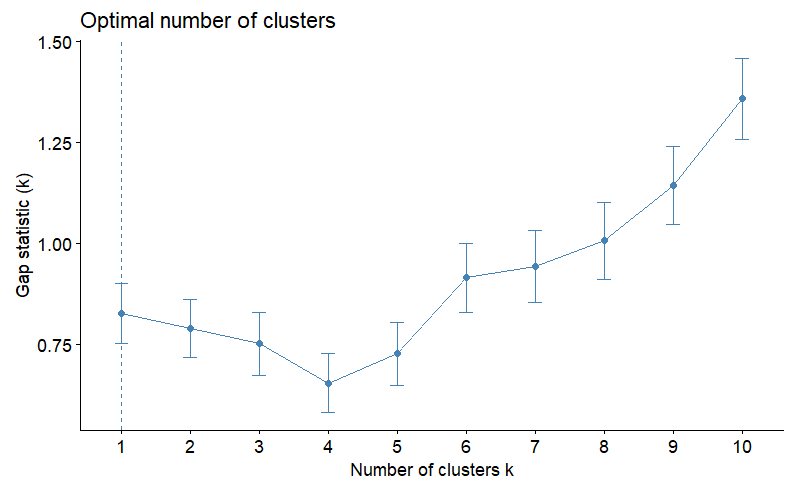 Optimal number of clusters
1.50
1.25
1.00
0.75
Gap statistic (k)
1 2 3 4 5 6 7 8 9 10
Number of clusters k